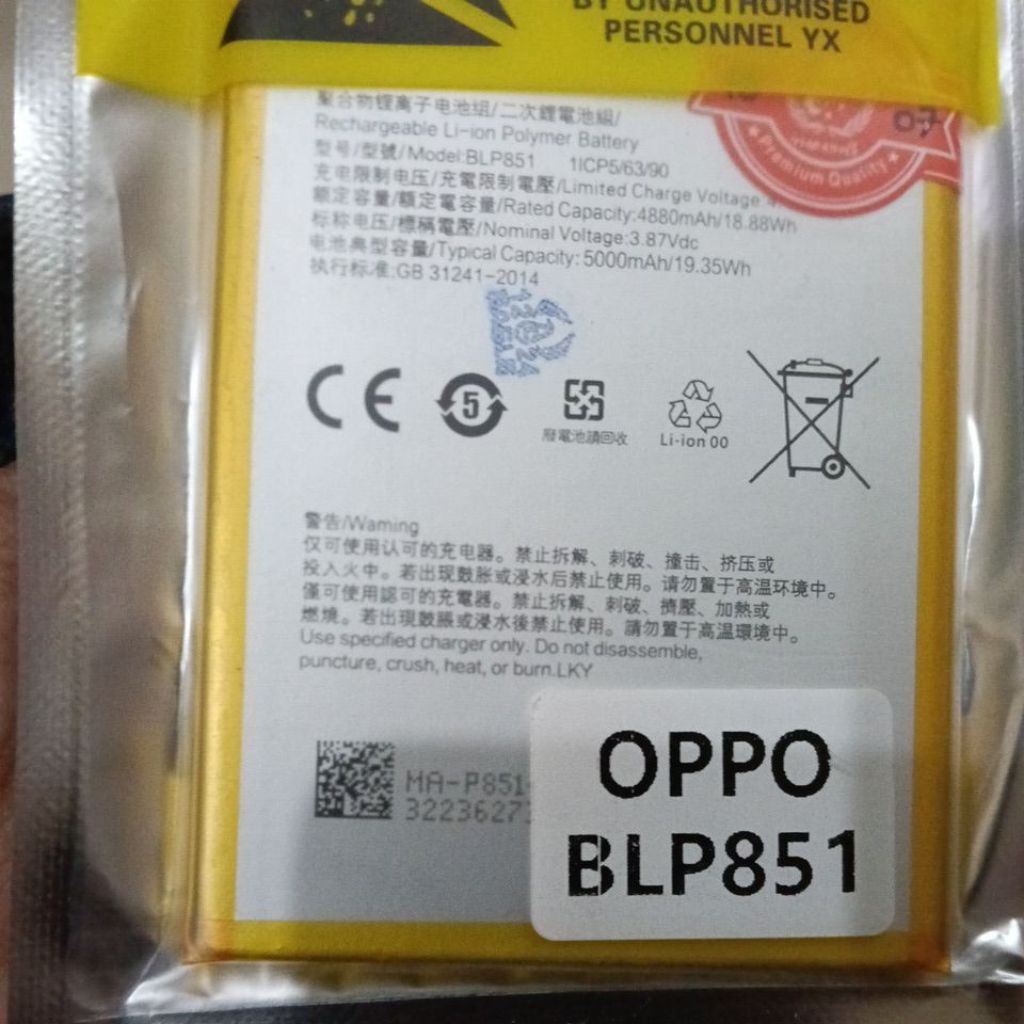 BY UNAUTHORISED
PERSONNEL YX
07
聚合物锂离子电池组/二次鋰電池組/
Rechargeable Li-ion Polymer Battery
型号/型號/Model:BLP851 1ICP5/63/90
充电限制电压/充電限制電壓/Limited Charge Voltage:4
额定容量/額定電容量/Rated Capacity:4880mAh/18.88Wh
标称电压/標稱電壓/Nominal Voltage:3.87Vdc
电池典型容量/Typical Capacity:5000mAh/19.35Wh
执行标准:GB 31241-2014
Premium Quality
CE
5
廢電池請回收
Li-ion 00
警告/Warning
仅可使用认可的充电器。禁止拆解、刺破、撞击、挤压或
投入火中。若出现鼓胀或浸水后禁止使用。请勿置于高温环境中。
僅可使用認可的充電器。禁止拆解、刺破、擠壓、加熱或
燃燒。若出現鼓脹或浸水後禁止使用。請勿置于高溫環境中。
Use specified charger only. Do not disassemble,
puncture, crush, heat, or burn.LKY
MA-P851
3223627
OPPO
BLP851